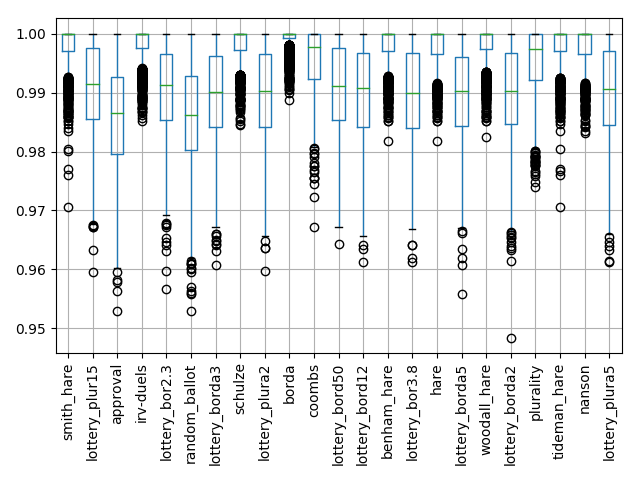 1.00
0.99
0.98
0.97
0.96
0.95
smith_hare
lottery_plur15
approval
irv-duels
lottery_bor2.3
random_ballot
lottery_borda3
schulze
lottery_plura2
borda
coombs
lottery_bord50
lottery_bord12
benham_hare
lottery_bor3.8
hare
lottery_borda5
woodall_hare
lottery_borda2
plurality
tideman_hare
nanson
lottery_plura5